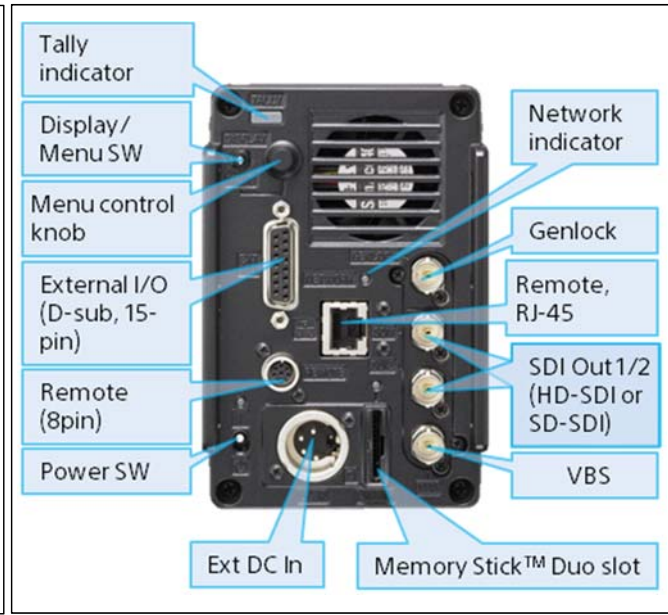 Tally
indicator
Display/
Menu SW
Menu control
knob
External I/O
(D-sub, 15-
pin)
Remote
(8pin)
Power SW
Ext DC In
Network
indicator
Genlock
Remote,
RJ-45
SDI Out1/2
(HD-SDI or
SD-SDI)
VBS
Memory Stick™ Duo slot
TALLY